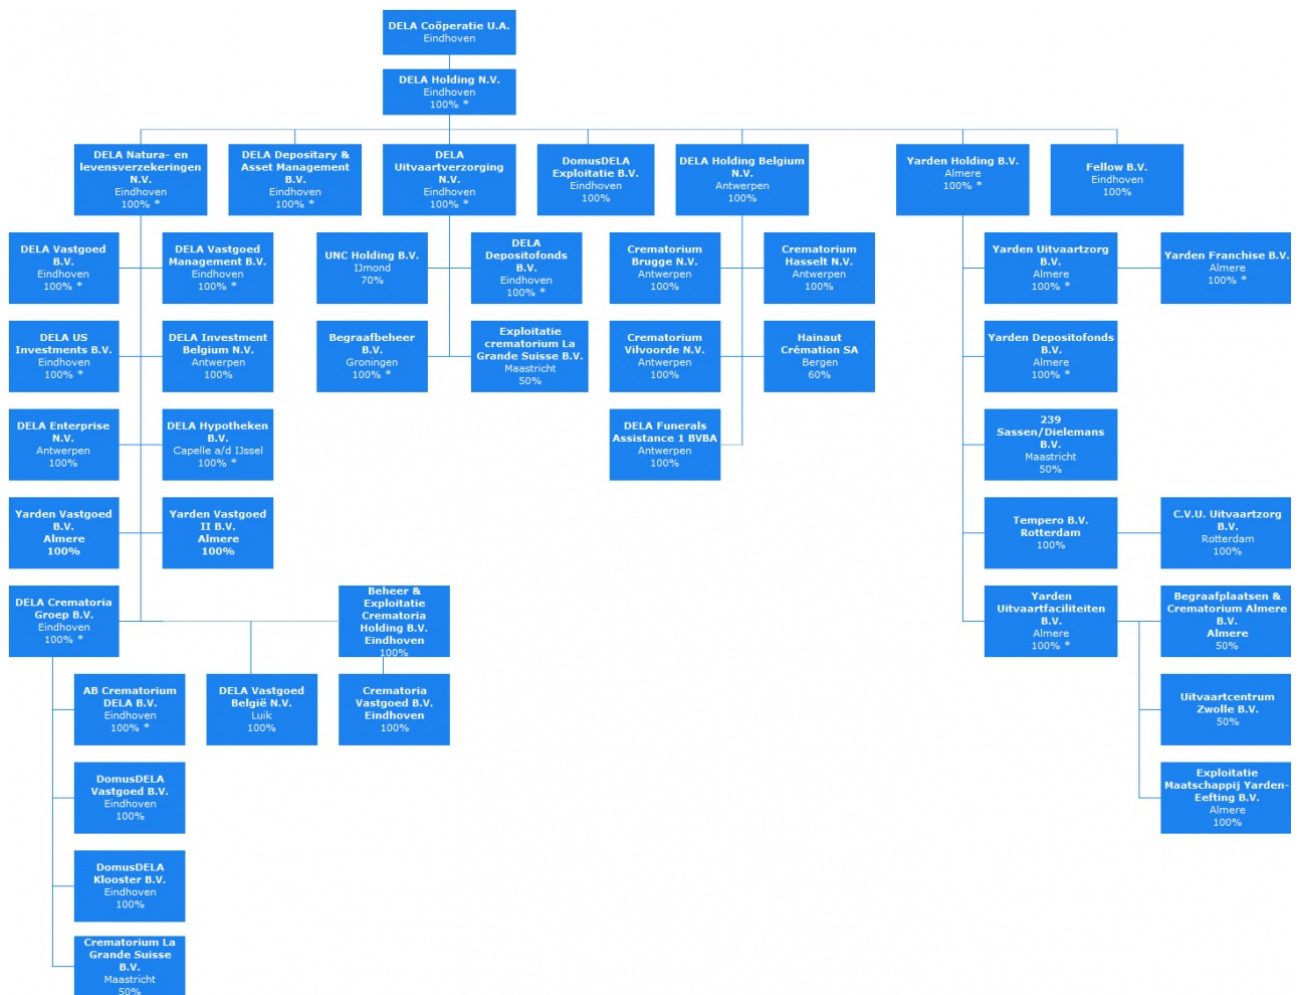 DELA Coöperatie U.A.
Eindhoven
DELA Holding N.V.
Eindhoven
100% *
DELA Natura- en
levensverzekeringen
N.V.
Eindhoven
100% *
DELA Depositary &
Asset Management
B.V.
Eindhoven
100% *
DELA
Uitvaartverzorging
N.V.
Eindhoven
100% *
DomusDELA
Exploitatie B.V.
Eindhoven
100%
DELA Holding Belgium
N.V.
Antwerpen
100%
Yarden Holding B.V.
Almere
100% *
Fellow B.V.
Eindhoven
100%
DELA Vastgoed
B.V.
Eindhoven
100% *
DELA Vastgoed
Management B.V.
Eindhoven
100% *
UNC Holding B.V.
IJmond
70%
DELA
Depositofonds
B.V.
Eindhoven
100% *
Crematorium
Brugge N.V.
Antwerpen
100%
Crematorium
Hasselt N.V.
Antwerpen
100%
Yarden Uitvaartzorg
B.V.
Almere
100% *
Yarden Franchise B.V.
Almere
100% *
DELA US
Investments B.V.
Eindhoven
100% *
DELA Investment
Belgium N.V.
Antwerpen
100%
Begraafbeheer
B.V.
Groningen
100% *
Exploitatie
crematorium La
Grande Suisse B.V.
Maastricht
50%
Crematorium
Vilvoorde N.V.
Antwerpen
100%
Hainaut
Crémation SA
Bergen
60%
Yarden Depositofonds
B.V.
Almere
100% *
DELA Enterprise
N.V.
Antwerpen
100%
DELA Hypotheken
B.V.
Capelle a/d IJssel
100% *
DELA Funerals
Assistance 1 BVBA
Antwerpen
100%
239
Sassen/Dielemans
B.V.
Maastricht
50%
Yarden Vastgoed
B.V.
Almere
100%
Yarden Vastgoed
II B.V.
Almere
100%
Tempero B.V.
Rotterdam
100%
C.V.U. Uitvaartzorg
B.V.
Rotterdam
100%
DELA Crematoria
Groep B.V.
Eindhoven
100% *
Beheer &
Exploitatie
Crematoria
Holding B.V.
Eindhoven
100%
Yarden
Uitvaartfaciliteiten
B.V.
Almere
100% *
Begraafplaatsen &
Crematorium Almere
B.V.
Almere
50%
AB Crematorium
DELA B.V.
Eindhoven
100% *
DELA Vastgoed
België N.V.
Luik
100%
Crematoria
Vastgoed B.V.
Eindhoven
100%
Uitvaartcentrum
Zwolle B.V.
50%
DomusDELA
Vastgoed B.V.
Eindhoven
100%
Exploitatie
Maatschappij Yarden-
Eefting B.V.
Almere
100%
DomusDELA
Klooster B.V.
Eindhoven
100%
Crematorium La
Grande Suisse
B.V.
Maastricht
50%